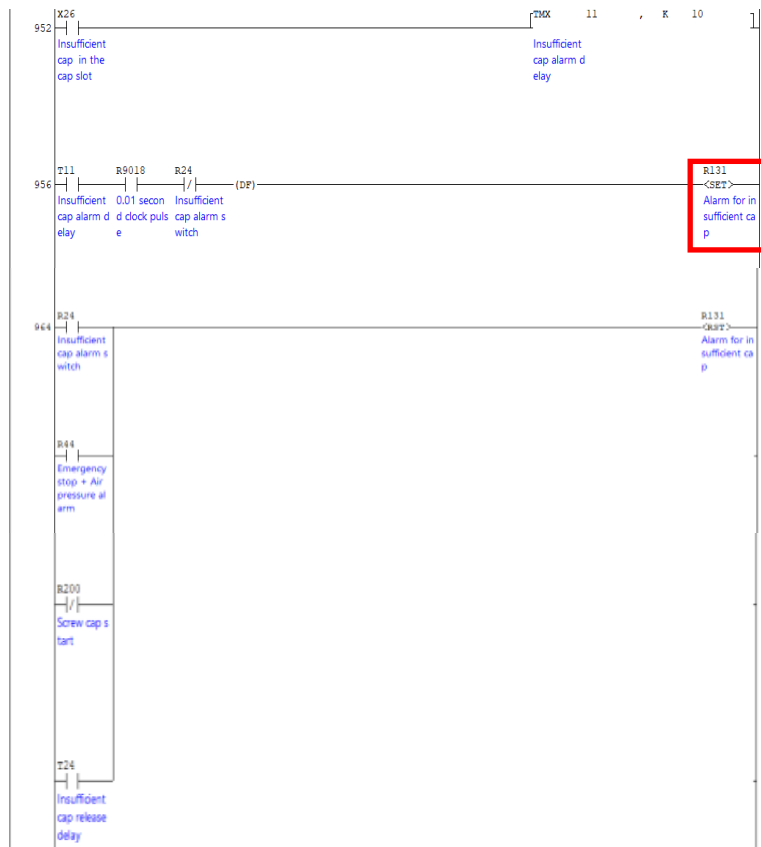 X26
952
TMX 11 , K 10
Insufficient
cap in the
cap slot
Insufficient
cap alarm d
elay
T11 R9018 R24 R131
956 (DF) <SET>
Insufficient 0.01 secon Insufficient Alarm for in
cap alarm d d clock puls cap alarm s sufficient ca
elay e witch p
R24 R131
964 <RST>
Insufficient Alarm for in
cap alarm s sufficient ca
witch p
R44
Emergency
stop + Air
pressure al
arm
R200
Screw cap s
tart
T24
Insufficient
cap release
delay